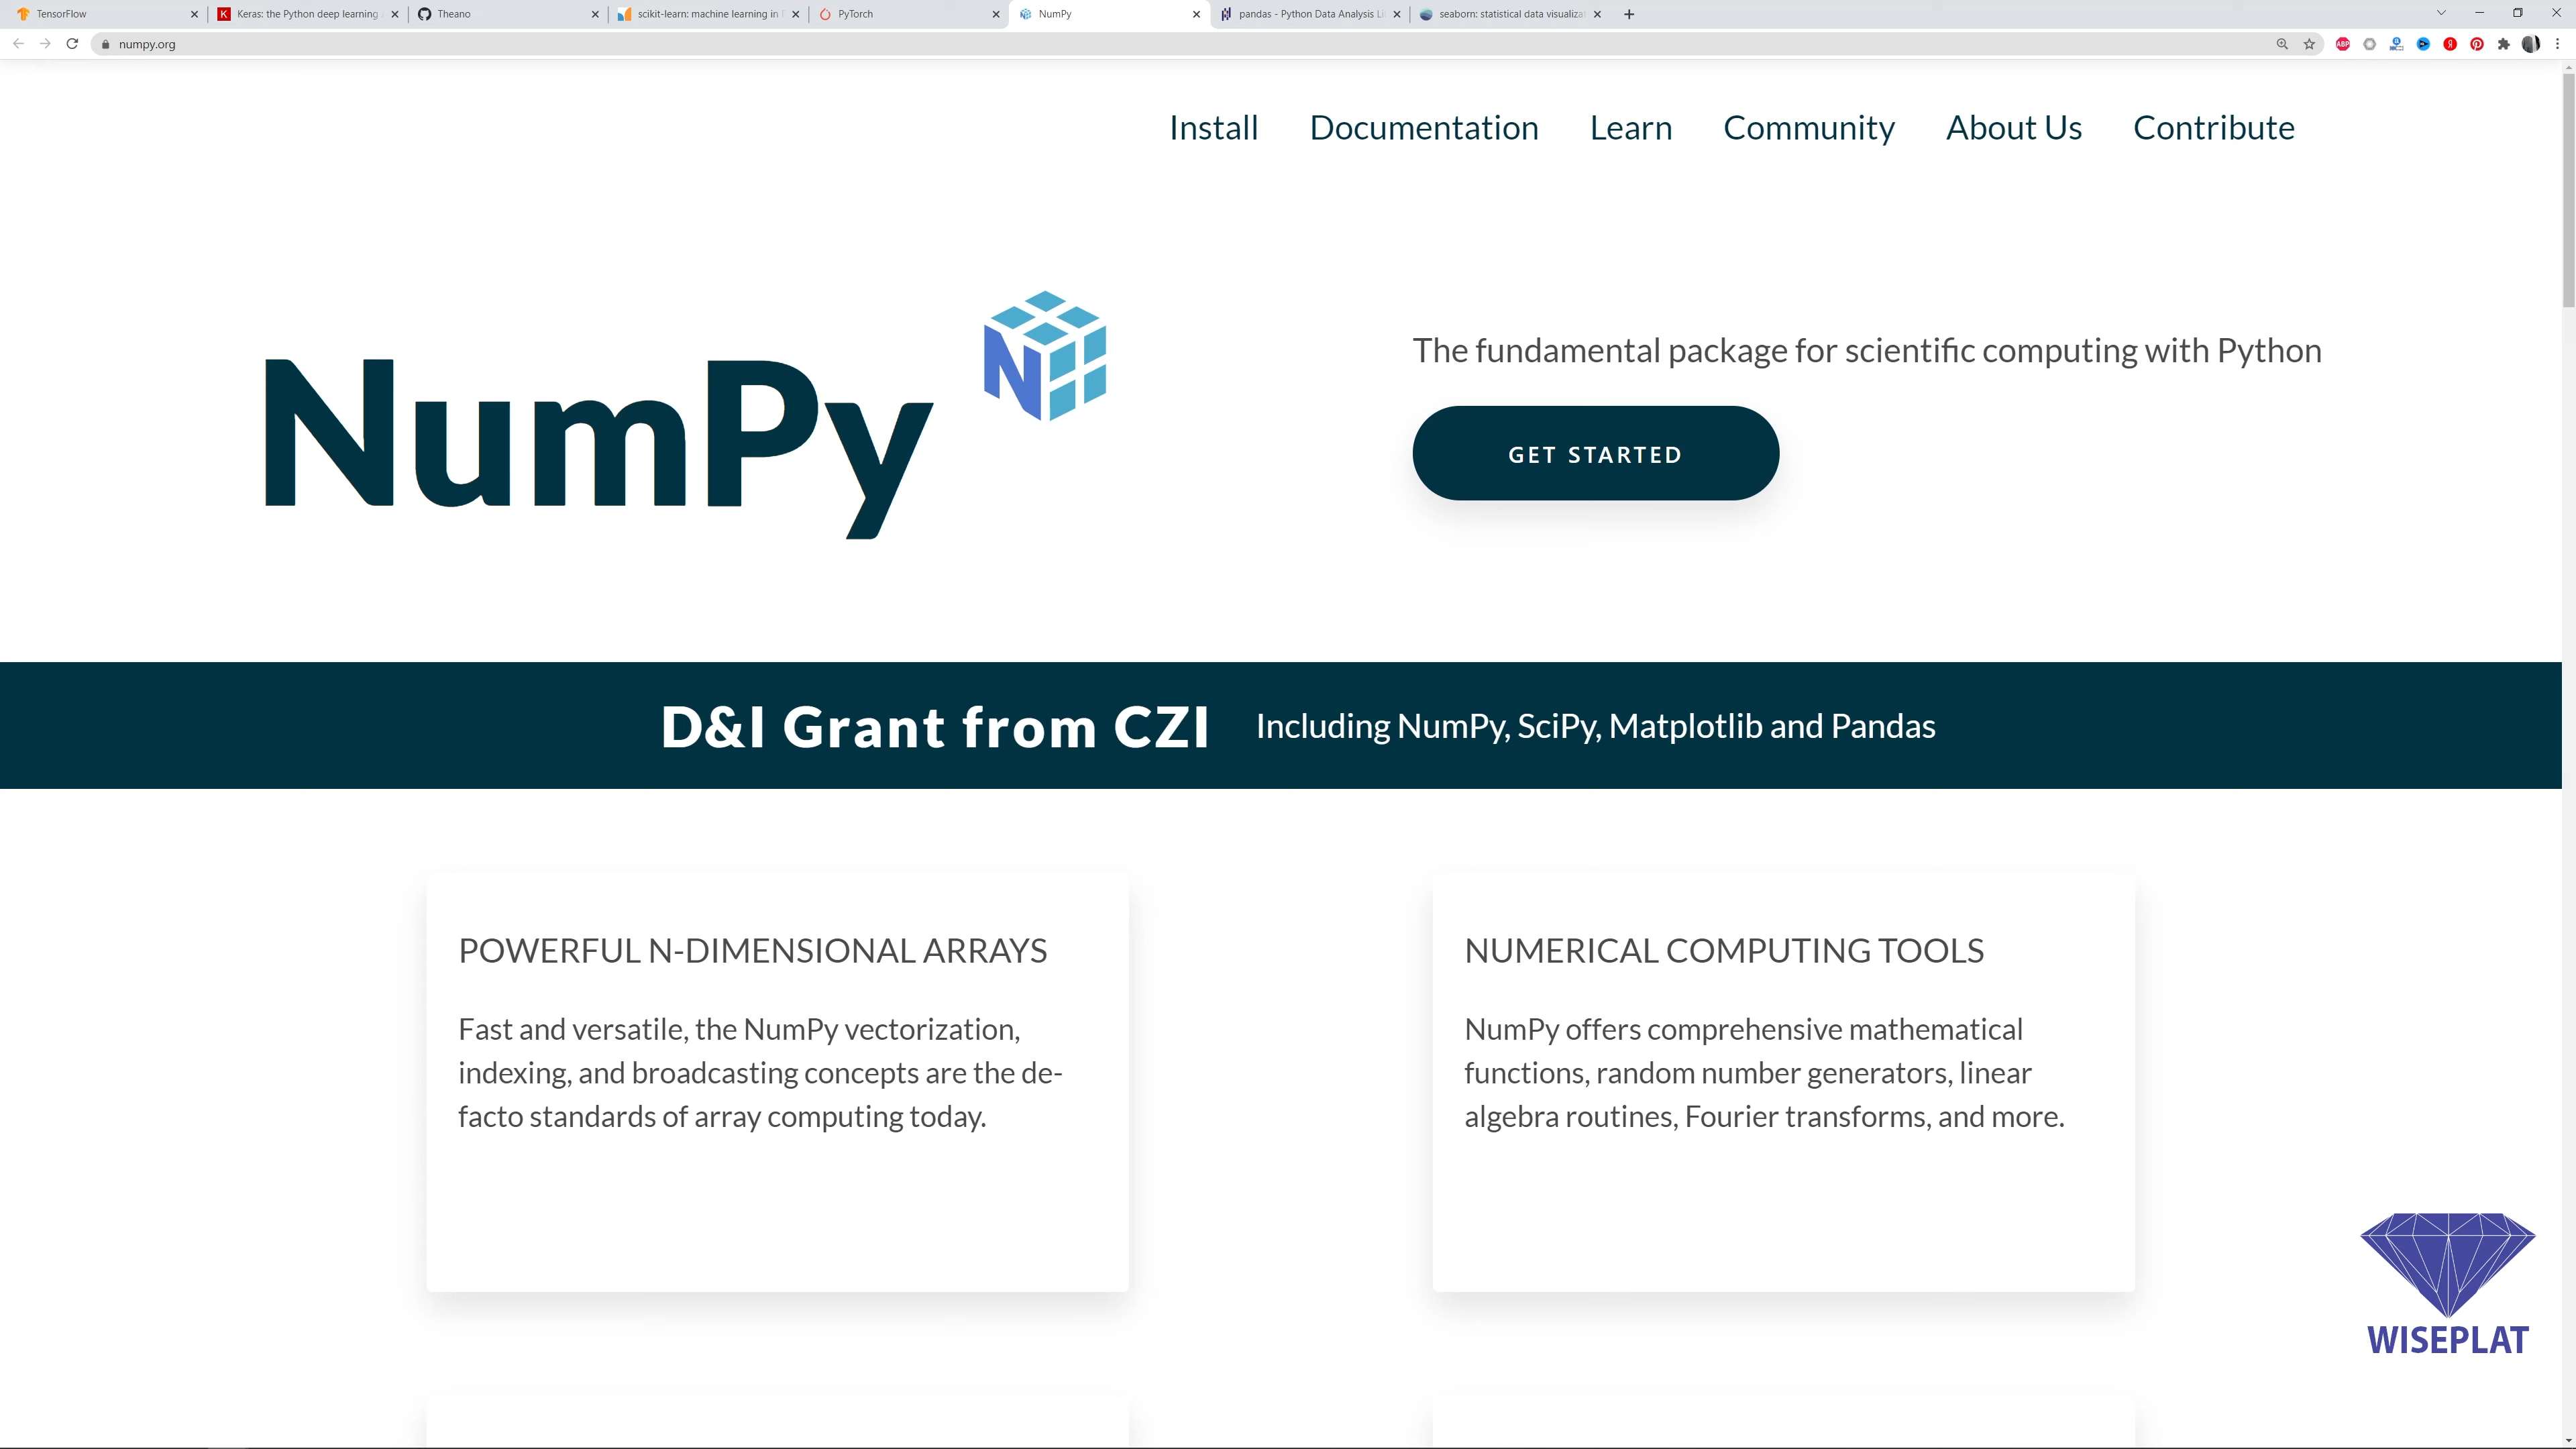 TensorFlow
Keras: the Python deep learning
Theano
scikit-learn: machine learning in
PyTorch
NumPy
pandas - Python Data Analysis Li
seaborn: statistical data visualizat
numpy.org
ABP
Install
Documentation
Learn
Community
About Us
Contribute
NumPy
The fundamental package for scientific computing with Python
GET STARTED
D&I Grant from CZI
Including NumPy, SciPy, Matplotlib and Pandas
POWERFUL N-DIMENSIONAL ARRAYS
Fast and versatile, the NumPy vectorization,
indexing, and broadcasting concepts are the de-
facto standards of array computing today.
NUMERICAL COMPUTING TOOLS
NumPy offers comprehensive mathematical
functions, random number generators, linear
algebra routines, Fourier transforms, and more.
WISEPLAT